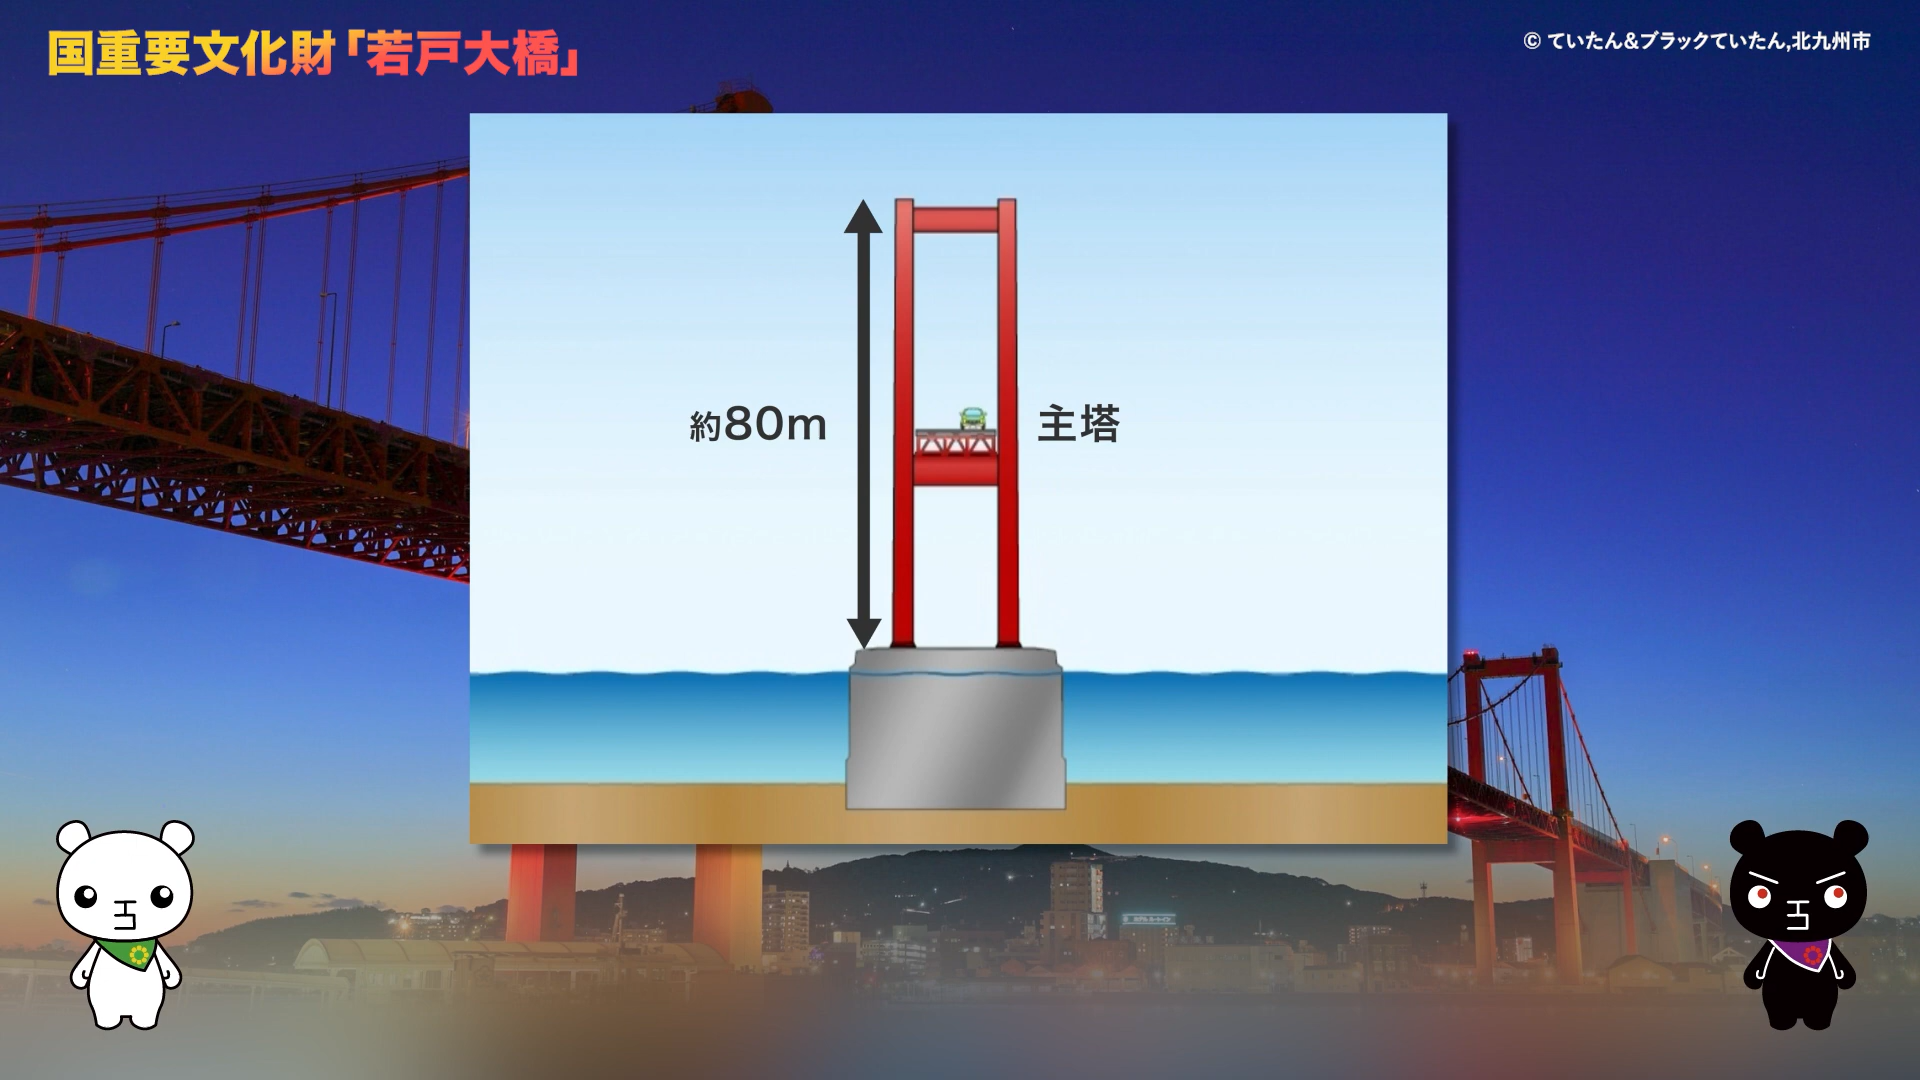 国重要文化財「若戸大橋」
© ていたん&ブラックていたん,北九州市
約80m
主塔